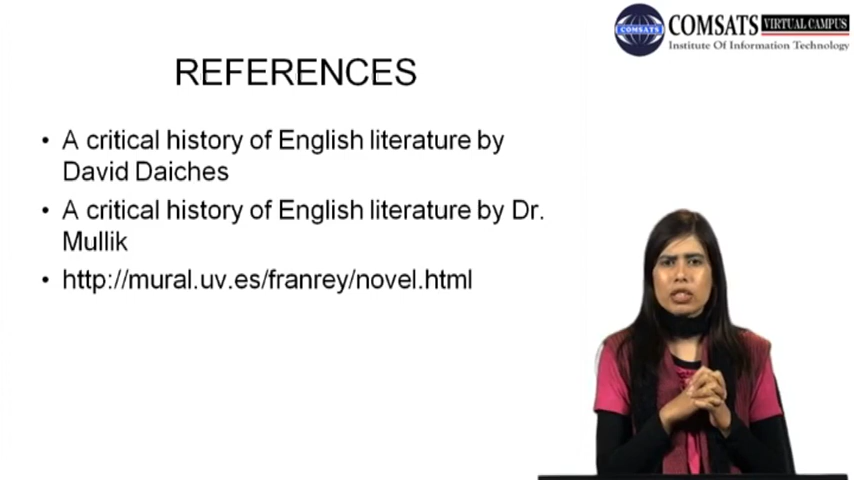 COMSATS
COMSATS VIRTUAL CAMPUS
Institute Of Information Technology
REFERENCES
• A critical history of English literature by
David Daiches
• A critical history of English literature by Dr.
Mullik
• http://mural.uv.es/franrey/novel.html